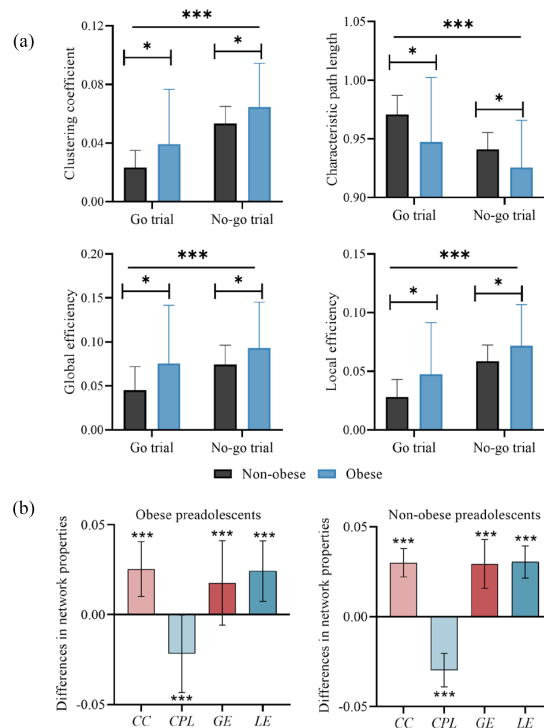 (a)
Clustering coefficient
0.12
0.08
0.04
0.00
***
*
*
Go trial
No-go trial
Characteristic path length
1.05
1.00
0.95
0.90
***
*
*
Go trial
No-go trial
Global efficiency
0.20
0.15
0.10
0.05
0.00
***
*
*
Go trial
No-go trial
Local efficiency
0.15
0.10
0.05
0.00
***
*
*
Go trial
No-go trial
Non-obese
Obese
(b)
Obese preadolescents
Differences in network properties
0.05
0.00
-0.05
***
***
***
***
CC
CPL
GE
LE
Non-obese preadolescents
Differences in network properties
0.05
0.00
-0.05
***
***
***
***
CC
CPL
GE
LE